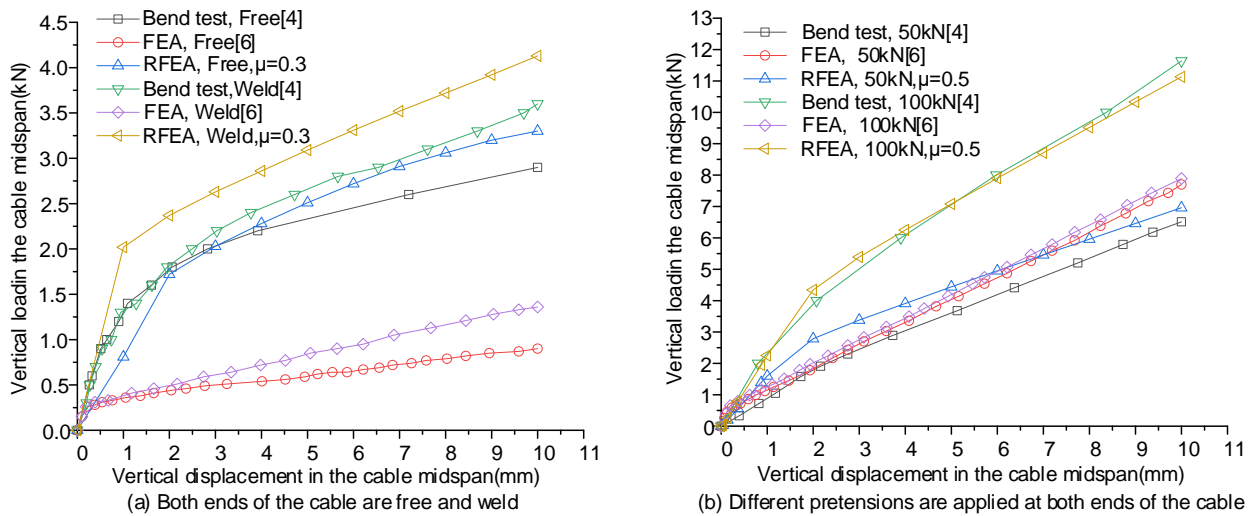 Bend test, Free[4]
FEA, Free[6]
RFEA, Free,μ=0.3
Bend test,Weld[4]
FEA, Weld[6]
RFEA, Weld,μ=0.3
4.5
4.0
3.5
3.0
2.5
2.0
1.5
1.0
0.5
0.0
Vertical loadin the cable midspan(kN)
0 1 2 3 4 5 6 7 8 9 10 11
Vertical displacement in the cable midspan(mm)
(a) Both ends of the cable are free and weld
Bend test, 50kN[4]
FEA, 50kN[6]
RFEA, 50kN,μ=0.5
Bend test, 100kN[4]
FEA, 100kN[6]
RFEA, 100kN,μ=0.5
13
12
11
10
9
8
7
6
5
4
3
2
1
0
Vertical loadin the cable midspan(kN)
0 1 2 3 4 5 6 7 8 9 10 11
Vertical displacement in the cable midspan(mm)
(b) Different pretensions are applied at both ends of the cable